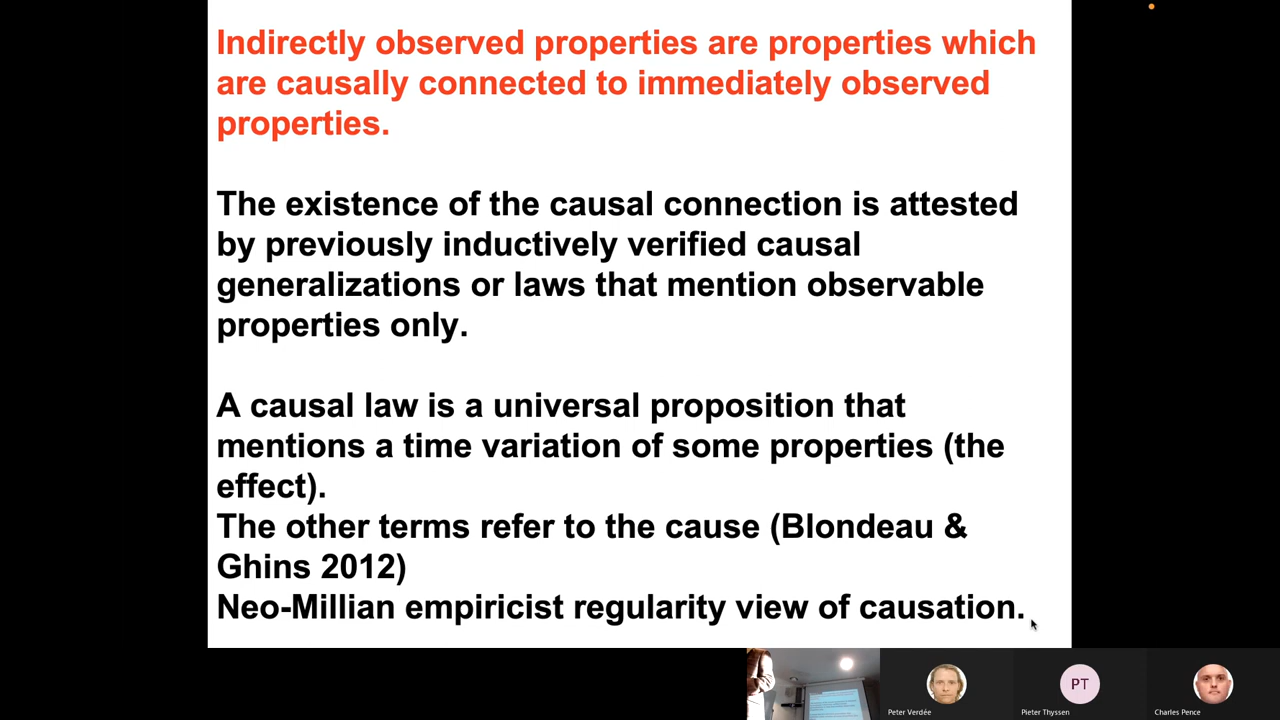 Indirectly observed properties are properties which
are causally connected to immediately observed
properties.
The existence of the causal connection is attested
by previously inductively verified causal
generalizations or laws that mention observable
properties only.
A causal law is a universal proposition that
mentions a time variation of some properties (the
effect).
The other terms refer to the cause (Blondeau &
Ghins 2012)
Neo-Millian empiricist regularity view of causation.
PT
Peter Verdée
Pieter Thyssen
Charles Pence